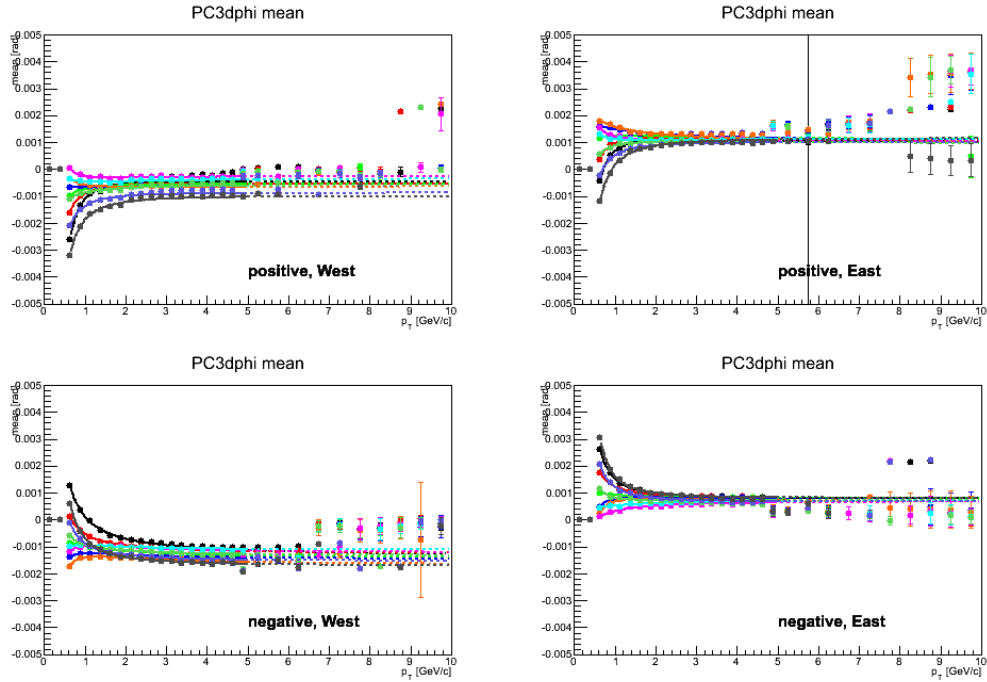 PC3dphi mean
mean [rad]
0.005
0.004
0.003
0.002
0.001
0
-0.001
-0.002
-0.003
-0.004
-0.005
positive, West
0 1 2 3 4 5 6 7 8 9 10
p_T [GeV/c]
PC3dphi mean
mean [rad]
0.005
0.004
0.003
0.002
0.001
0
-0.001
-0.002
-0.003
-0.004
-0.005
positive, East
0 1 2 3 4 5 6 7 8 9 10
p_T [GeV/c]
PC3dphi mean
mean [rad]
0.005
0.004
0.003
0.002
0.001
0
-0.001
-0.002
-0.003
-0.004
-0.005
negative, West
0 1 2 3 4 5 6 7 8 9 10
p_T [GeV/c]
PC3dphi mean
mean [rad]
0.005
0.004
0.003
0.002
0.001
0
-0.001
-0.002
-0.003
-0.004
-0.005
negative, East
0 1 2 3 4 5 6 7 8 9 10
p_T [GeV/c]